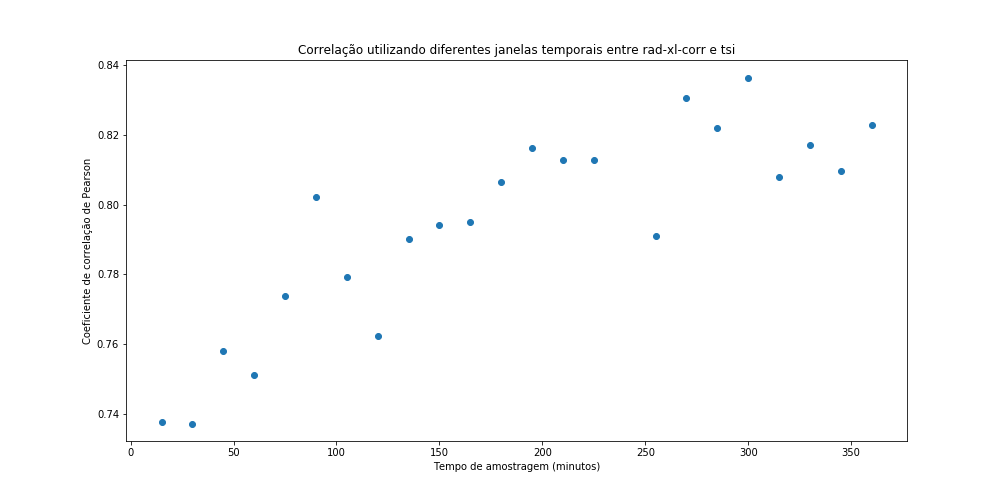 Correlação utilizando diferentes janelas temporais entre rad-xl-corr e tsi
Coeficiente de correlação de Pearson
0.84
0.82
0.80
0.78
0.76
0.74
0 50 100 150 200 250 300 350
Tempo de amostragem (minutos)